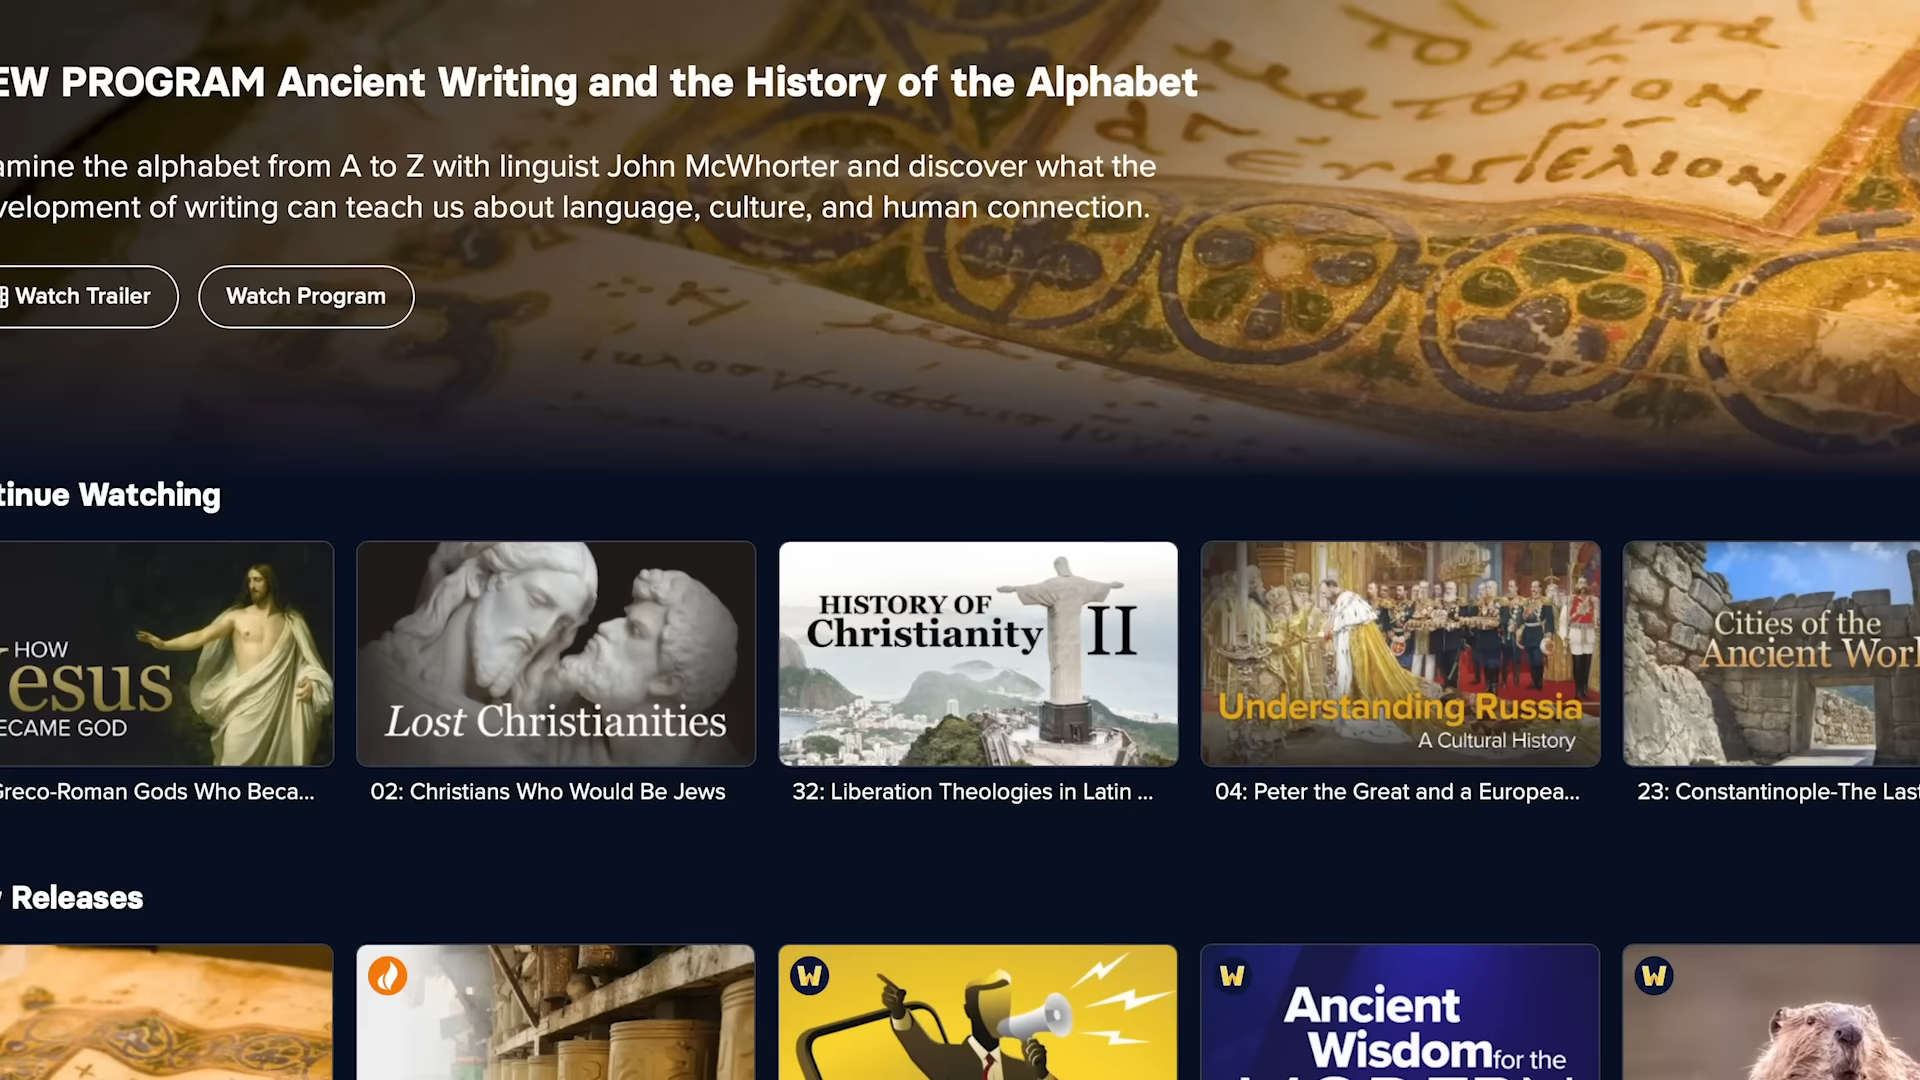 EW PROGRAM Ancient Writing and the History of the Alphabet
amine the alphabet from A to Z with linguist John McWhorter and discover what the
velopment of writing can teach us about language, culture, and human connection.
Watch Trailer
Watch Program
tinue Watching
HOW
Jesus
ECAME GOD
Lost Christianities
HISTORY OF
Christianity II
Understanding Russia
A Cultural History
Cities of the
Ancient Worl
Greco-Roman Gods Who Beca...
02: Christians Who Would Be Jews
32: Liberation Theologies in Latin ...
04: Peter the Great and a Europea...
23: Constantinople-The Last
Releases
W
W
Ancient
Wisdom for the
W